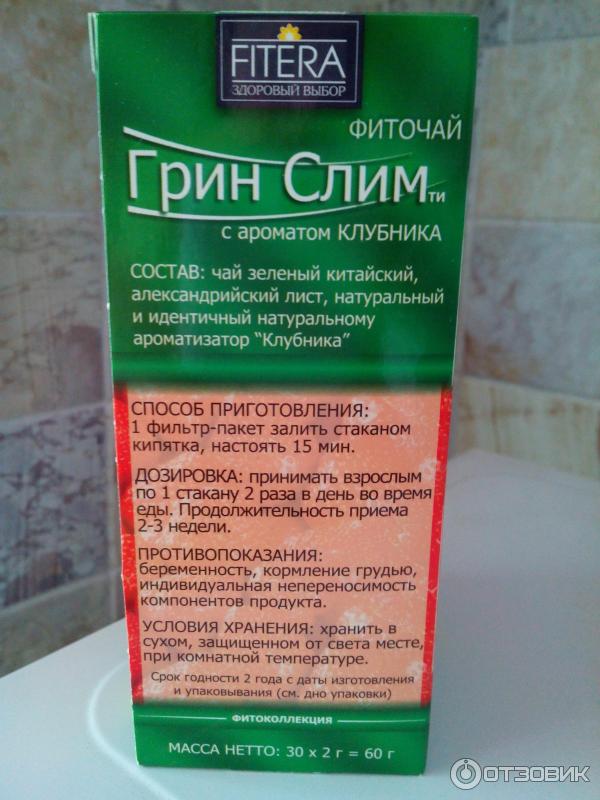 FITERA
ЗДОРОВЫЙ ВЫБОР
ФИТОЧАЙ
Грин Слим ти
с ароматом КЛУБНИКА
СОСТАВ: чай зеленый китайский,
александрийский лист, натуральный
и идентичный натуральному
ароматизатор “Клубника”
СПОСОБ ПРИГОТОВЛЕНИЯ:
1 фильтр-пакет залить стаканом
кипятка, настоять 15 мин.
ДОЗИРОВКА: принимать взрослым
по 1 стакану 2 раза в день во время
еды. Продолжительность приема
2-3 недели.
ПРОТИВОПОКАЗАНИЯ:
беременность, кормление грудью,
индивидуальная непереносимость
компонентов продукта.
УСЛОВИЯ ХРАНЕНИЯ: хранить в
сухом, защищенном от света месте,
при комнатной температуре.
Срок годности 2 года с даты изготовления
и упаковывания (см. дно упаковки)
ФИТОКОЛЛЕКЦИЯ
МАССА НЕТТО: 30 х 2 г = 60 г
ОТЗОВИК